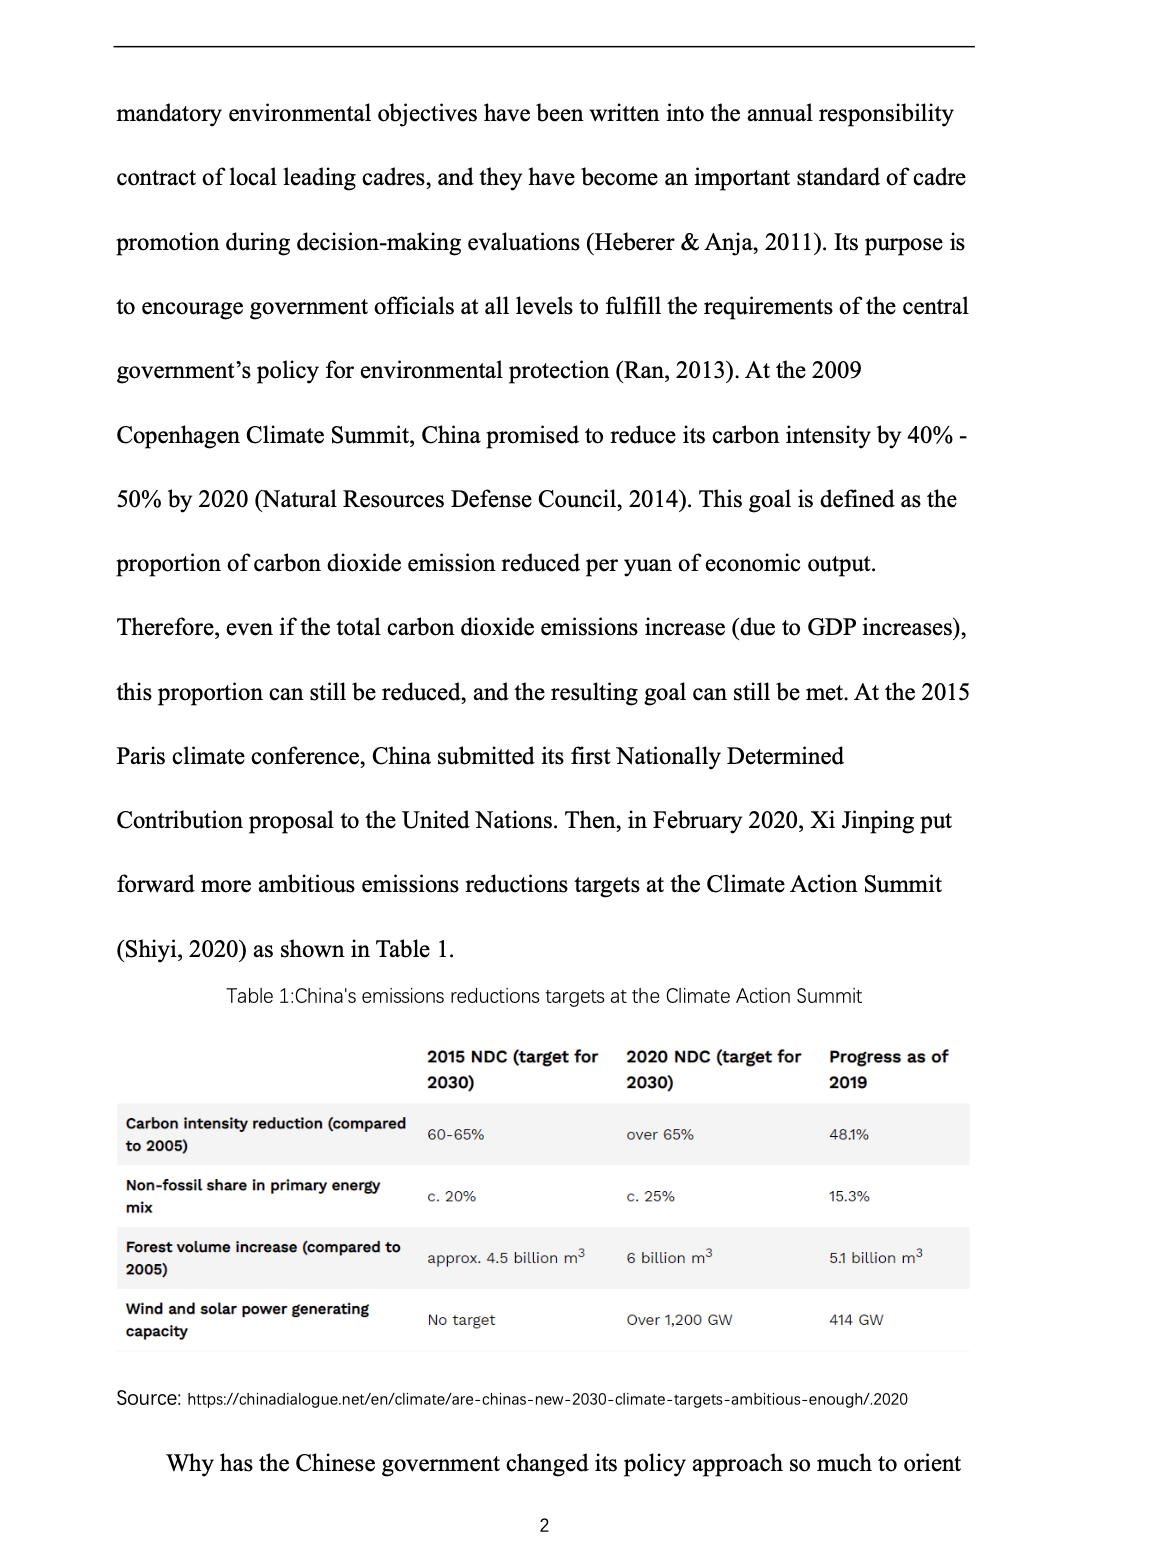 mandatory environmental objectives have been written into the annual responsibility
contract of local leading cadres, and they have become an important standard of cadre
promotion during decision-making evaluations (Heberer & Anja, 2011). Its purpose is
to encourage government officials at all levels to fulfill the requirements of the central
government’s policy for environmental protection (Ran, 2013). At the 2009
Copenhagen Climate Summit, China promised to reduce its carbon intensity by 40% -
50% by 2020 (Natural Resources Defense Council, 2014). This goal is defined as the
proportion of carbon dioxide emission reduced per yuan of economic output.
Therefore, even if the total carbon dioxide emissions increase (due to GDP increases),
this proportion can still be reduced, and the resulting goal can still be met. At the 2015
Paris climate conference, China submitted its first Nationally Determined
Contribution proposal to the United Nations. Then, in February 2020, Xi Jinping put
forward more ambitious emissions reductions targets at the Climate Action Summit
(Shiyi, 2020) as shown in Table 1.
Table 1:China's emissions reductions targets at the Climate Action Summit
2015 NDC (target for 2030) 2020 NDC (target for 2030) Progress as of 2019
Carbon intensity reduction (compared to 2005) 60-65% over 65% 48.1%
Non-fossil share in primary energy mix c. 20% c. 25% 15.3%
Forest volume increase (compared to 2005) approx. 4.5 billion m³ 6 billion m³ 5.1 billion m³
Wind and solar power generating capacity No target Over 1,200 GW 414 GW
Source: https://chinadialogue.net/en/climate/are-chinas-new-2030-climate-targets-ambitious-enough/.2020
Why has the Chinese government changed its policy approach so much to orient
2